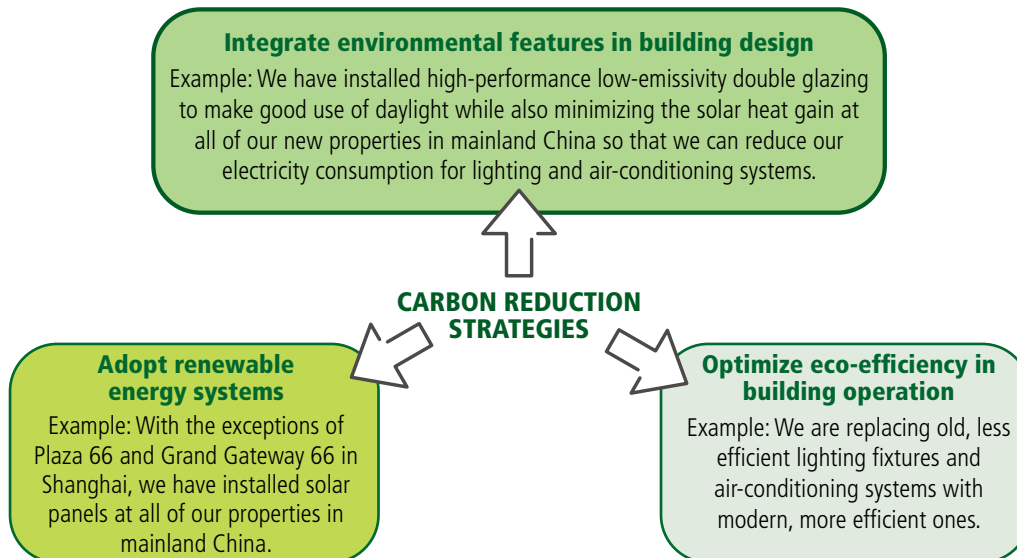 Integrate environmental features in building design
Example: We have installed high-performance low-emissivity double glazing
to make good use of daylight while also minimizing the solar heat gain at
all of our new properties in mainland China so that we can reduce our
electricity consumption for lighting and air-conditioning systems.
CARBON REDUCTION
STRATEGIES
Adopt renewable
energy systems
Example: With the exceptions of
Plaza 66 and Grand Gateway 66 in
Shanghai, we have installed solar
panels at all of our properties in
mainland China.
Optimize eco-efficiency in
building operation
Example: We are replacing old, less
efficient lighting fixtures and
air-conditioning systems with
modern, more efficient ones.